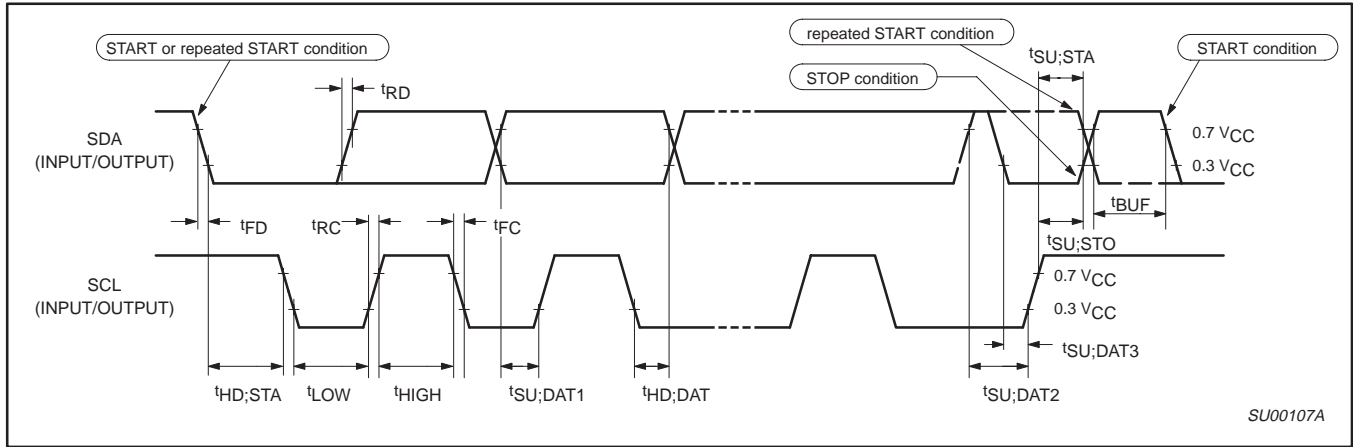 START or repeated START condition
repeated START condition
START condition
tSU;STA
STOP condition
tRD
SDA
(INPUT/OUTPUT)
0.7 VCC
0.3 VCC
tFD
tRC
tFC
tBUF
tSU;STO
SCL
(INPUT/OUTPUT)
0.7 VCC
0.3 VCC
tSU;DAT3
tHD;STA
tLOW
tHIGH
tSU;DAT1
tHD;DAT
tSU;DAT2
SU00107A